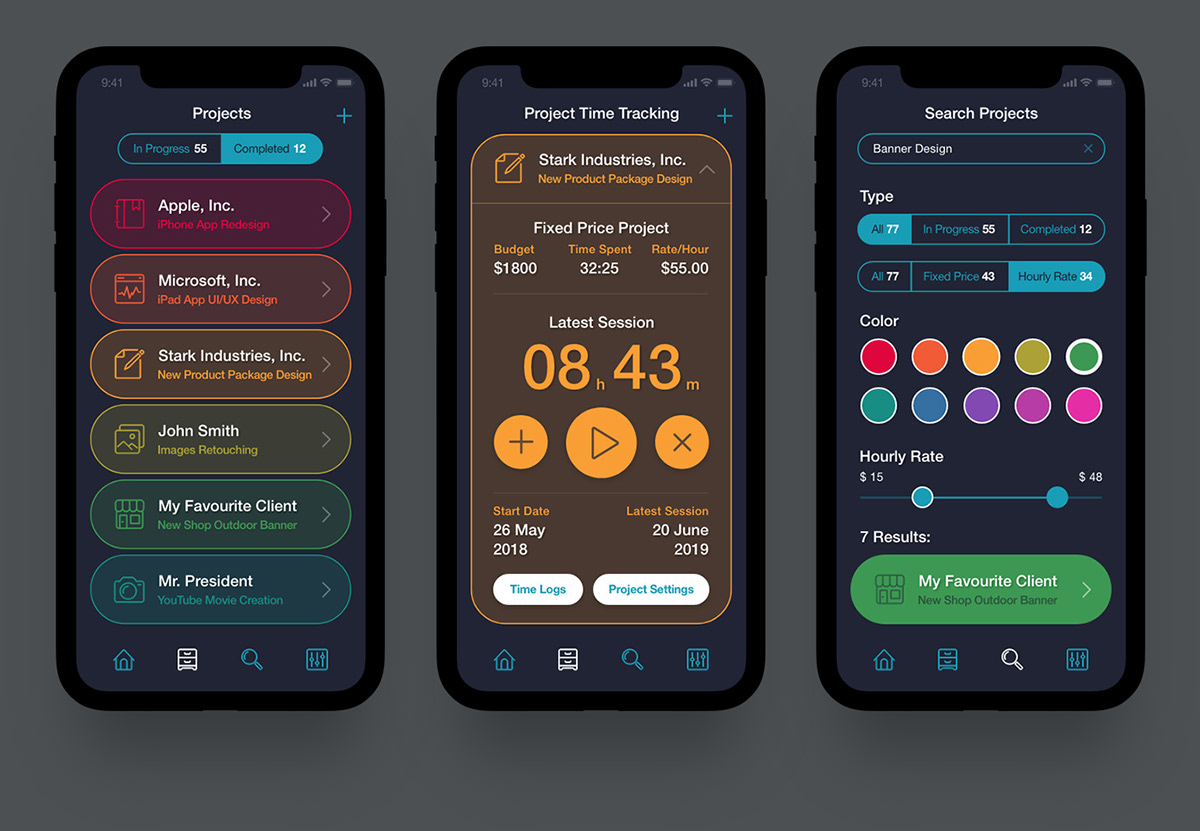 9:41
Projects
In Progress 55 Completed 12
Apple, Inc.
iPhone App Redesign
Microsoft, Inc.
iPad App UI/UX Design
Stark Industries, Inc.
New Product Package Design
John Smith
Images Retouching
My Favourite Client
New Shop Outdoor Banner
Mr. President
YouTube Movie Creation
9:41
Project Time Tracking
Stark Industries, Inc.
New Product Package Design
Fixed Price Project
Budget Time Spent Rate/Hour
$1800 32:25 $55.00
Latest Session
08 h 43 m
Start Date Latest Session
26 May 20 June
2018 2019
Time Logs Project Settings
9:41
Search Projects
Banner Design
Type
All 77 In Progress 55 Completed 12
All 77 Fixed Price 43 Hourly Rate 34
Color
Hourly Rate
$ 15 $ 48
7 Results:
My Favourite Client
New Shop Outdoor Banner